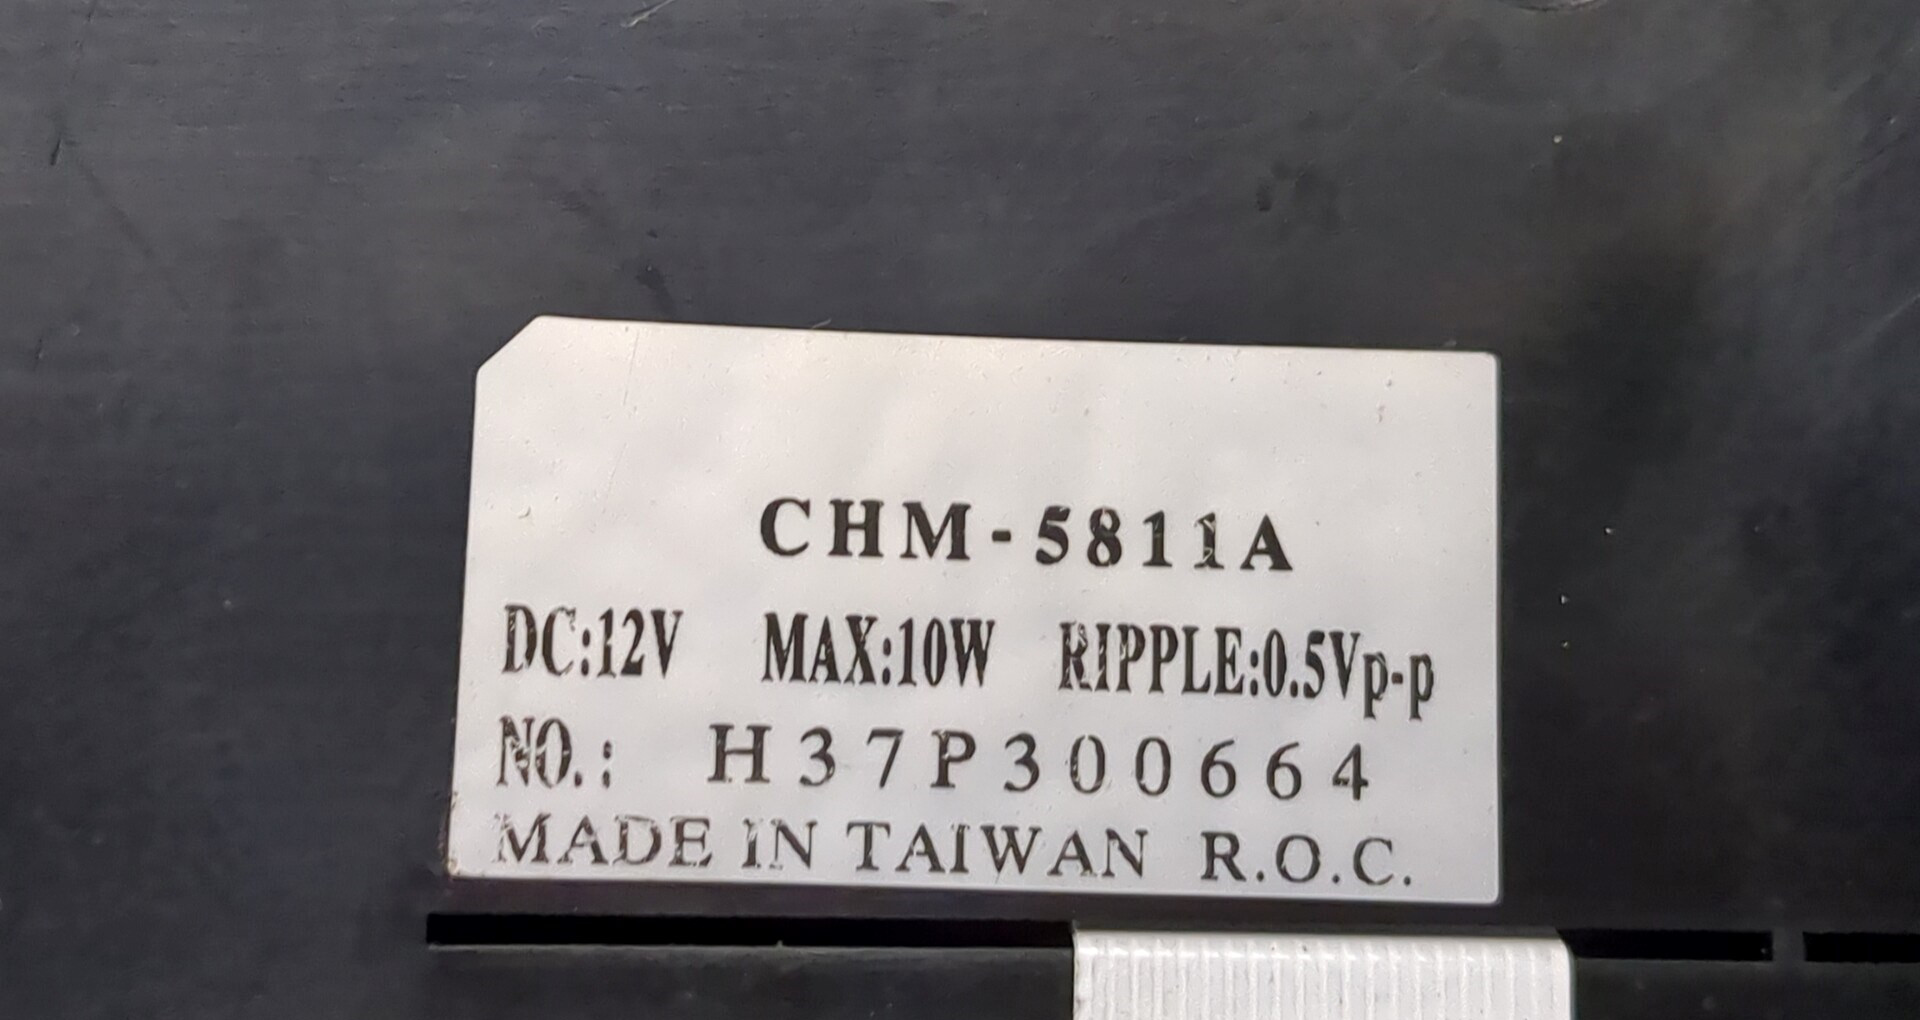 CHM-5811A
DC:12V MAX:10W RIPPLE:0.5Vp-p
NO.: H37P300664
MADE IN TAIWAN R.O.C.